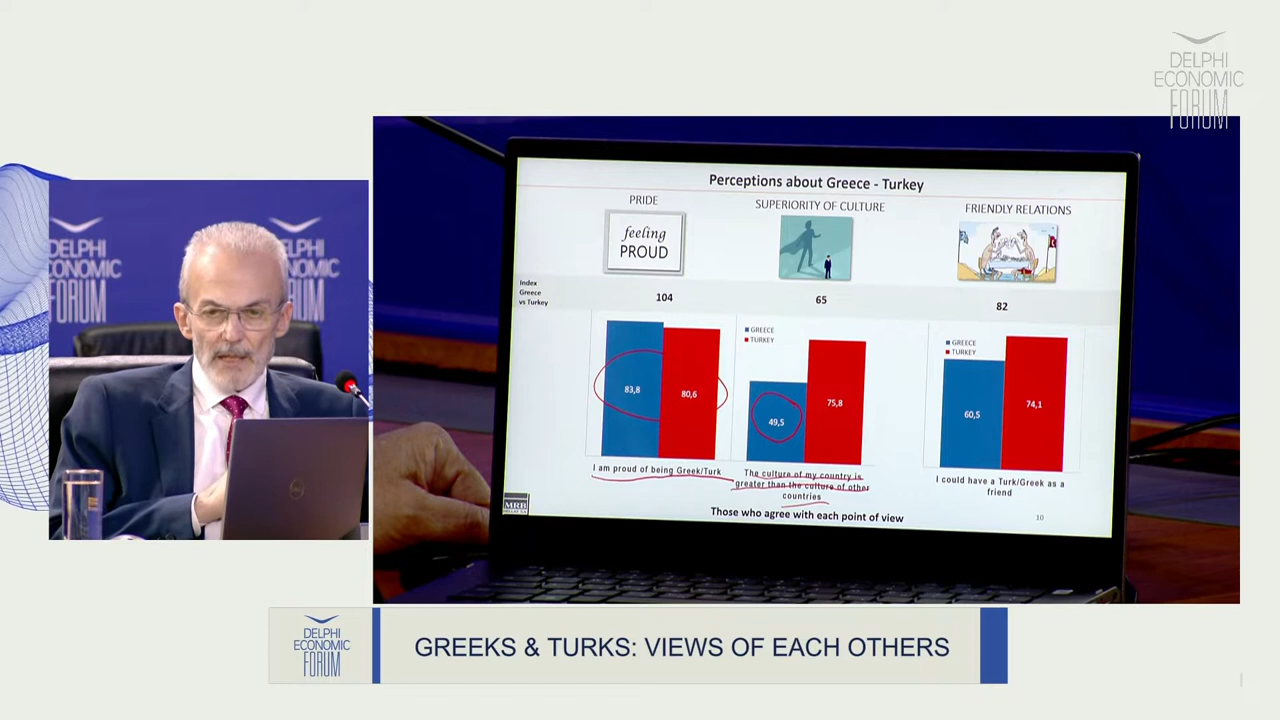 DELPHI
ECONOMIC
FORUM
DELPHI
ECONOMIC
FORUM
DELPHI
ECONOMIC
FORUM
Perceptions about Greece - Turkey
PRIDE
SUPERIORITY OF CULTURE
FRIENDLY RELATIONS
feeling
PROUD
Index
Greece
vs Turkey
104
65
82
GREECE
TURKEY
GREECE
TURKEY
83,8
80,6
49,5
75,8
60,5
74,1
I am proud of being Greek/Turk
The culture of my country is
greater than the culture of other
countries
I could have a Turk/Greek as a
friend
MRB
Those who agree with each point of view
10
DELPHI
ECONOMIC
FORUM
GREEKS & TURKS: VIEWS OF EACH OTHERS